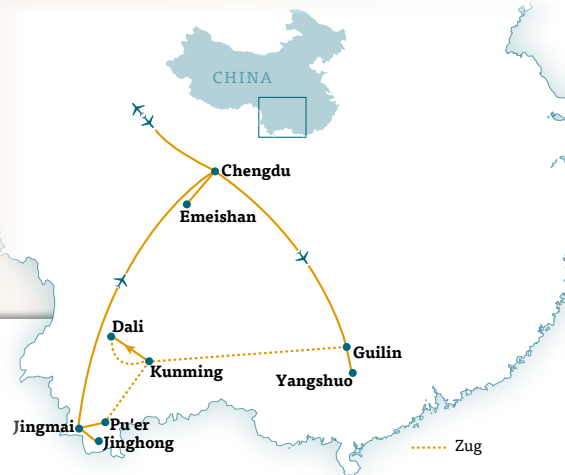 CHINA
Chengdu
Emeishan
Dali
Kunming
Guilin
Yangshuo
Jingmai
Pu'er
Jinghong
Zug